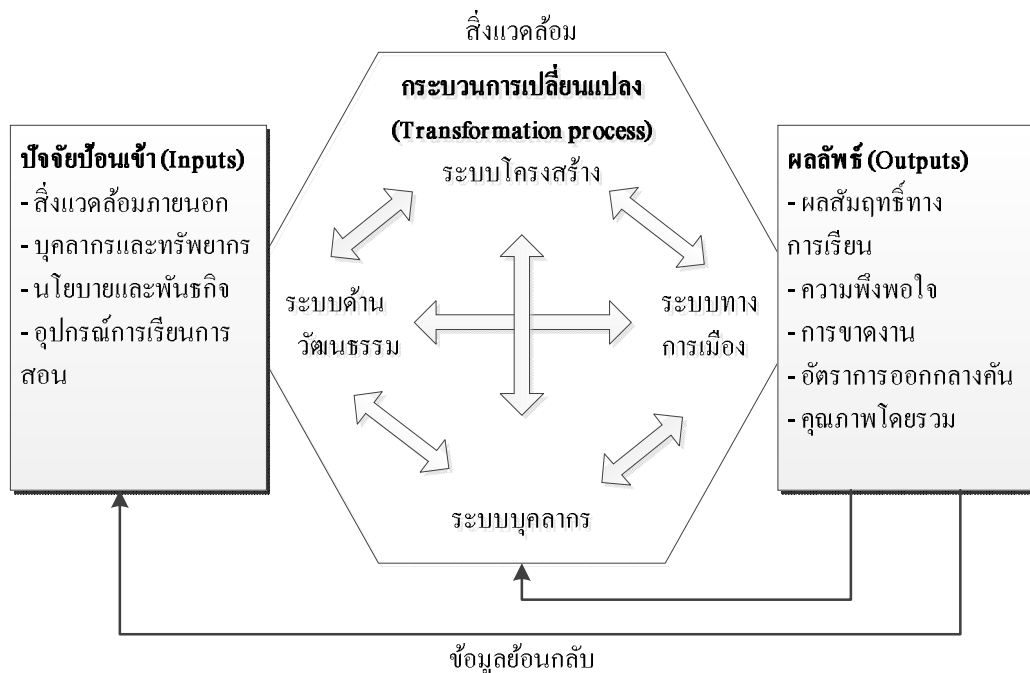 สิ่งแวดล้อม
กระบวนการเปลี่ยนแปลง
(Transformation process)
ระบบโครงสร้าง
ปัจจัยป้อนเข้า (Inputs)
- สิ่งแวดล้อมภายนอก
- บุคลากรและทรัพยากร
- นโยบายและพันธกิจ
- อุปกรณ์การเรียนการ
สอน
ระบบด้าน
วัฒนธรรม
ระบบทาง
การเมือง
ระบบบุคลากร
ผลลัพธ์ (Outputs)
- ผลสัมฤทธิ์ทาง
การเรียน
- ความพึงพอใจ
- การขาดงาน
- อัตราการออกกลางคัน
- คุณภาพโดยรวม
ข้อมูลย้อนกลับ